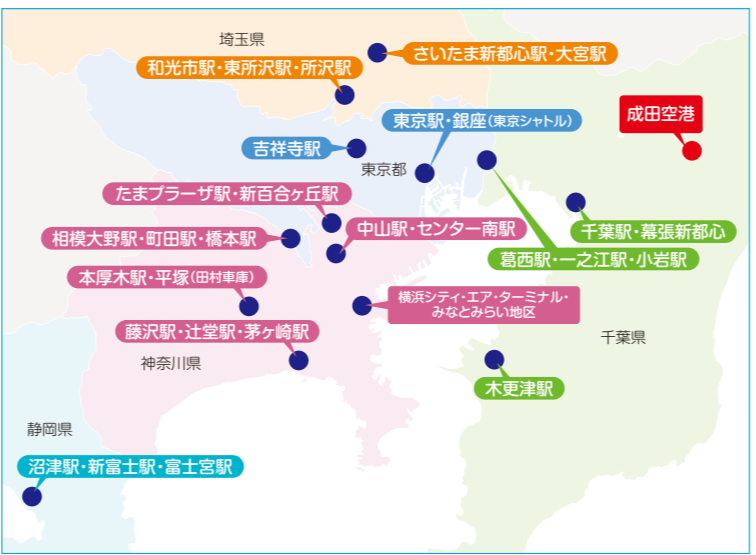 埼玉県
さいたま新都心駅・大宮駅
和光市駅・東所沢駅・所沢駅
成田空港
東京駅・銀座(東京シャトル)
吉祥寺駅
東京都
たまプラーザ駅・新百合ヶ丘駅
中山駅・センター南駅
千葉駅・幕張新都心
相模大野駅・町田駅・橋本駅
葛西駅・一之江駅・小岩駅
本厚木駅・平塚(田村車庫)
横浜シティ・エア・ターミナル・
みなとみらい地区
藤沢駅・辻堂駅・茅ヶ崎駅
千葉県
神奈川県
木更津駅
静岡県
沼津駅・新富士駅・富士宮駅